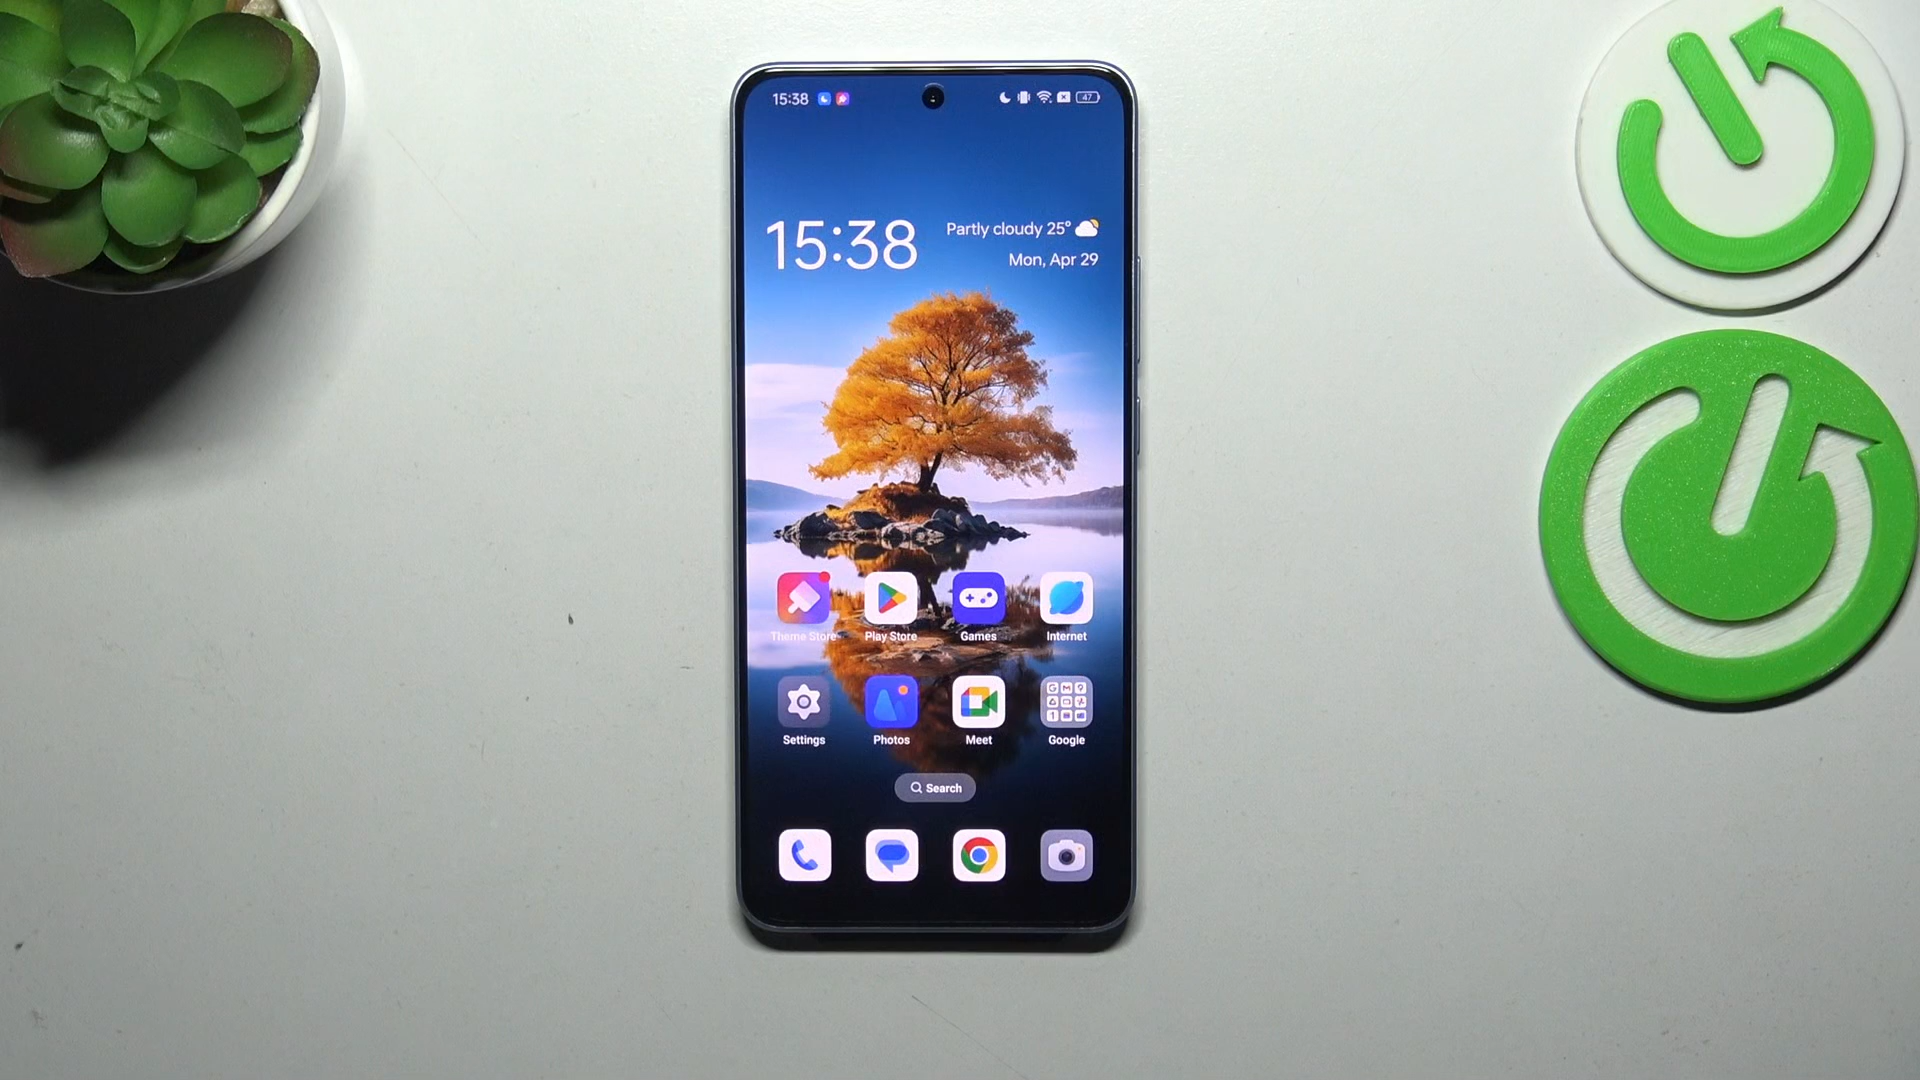 15:38
47
15:38
Partly cloudy 25°
Mon, Apr 29
Theme Store
Play Store
Games
Internet
Settings
Photos
Meet
Google
Search